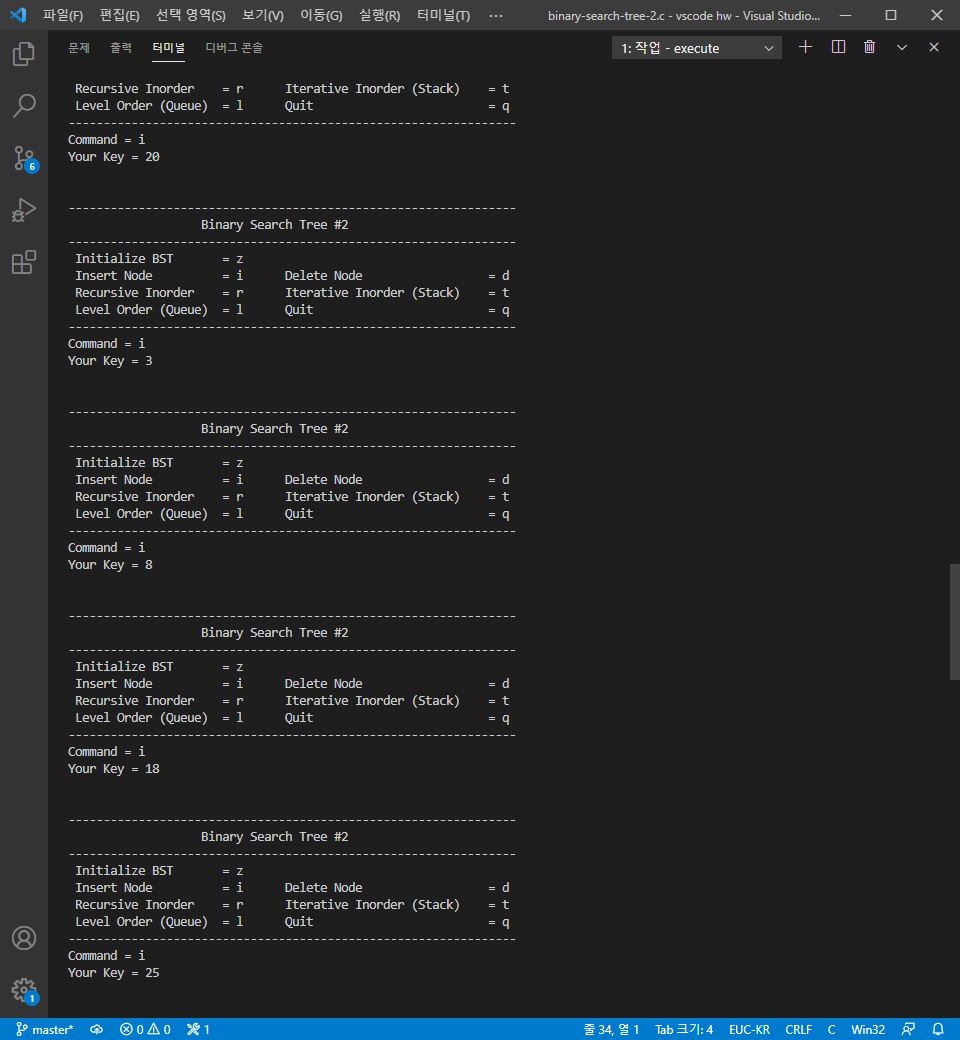 파일(F) 편집(E) 선택 영역(S) 보기(V) 이동(G) 실행(R) 터미널(T) ··· binary-search-tree-2.c - vscode hw - Visual Studio...
문제 출력 터미널 디버그 콘솔 1: 작업 - execute
Recursive Inorder = r Iterative Inorder (Stack) = t
Level Order (Queue) = l Quit = q
----------------------------------------------------------------
Command = i
Your Key = 20
----------------------------------------------------------------
Binary Search Tree #2
----------------------------------------------------------------
Initialize BST = z
Insert Node = i Delete Node = d
Recursive Inorder = r Iterative Inorder (Stack) = t
Level Order (Queue) = l Quit = q
----------------------------------------------------------------
Command = i
Your Key = 3
----------------------------------------------------------------
Binary Search Tree #2
----------------------------------------------------------------
Initialize BST = z
Insert Node = i Delete Node = d
Recursive Inorder = r Iterative Inorder (Stack) = t
Level Order (Queue) = l Quit = q
----------------------------------------------------------------
Command = i
Your Key = 8
----------------------------------------------------------------
Binary Search Tree #2
----------------------------------------------------------------
Initialize BST = z
Insert Node = i Delete Node = d
Recursive Inorder = r Iterative Inorder (Stack) = t
Level Order (Queue) = l Quit = q
----------------------------------------------------------------
Command = i
Your Key = 18
----------------------------------------------------------------
Binary Search Tree #2
----------------------------------------------------------------
Initialize BST = z
Insert Node = i Delete Node = d
Recursive Inorder = r Iterative Inorder (Stack) = t
Level Order (Queue) = l Quit = q
----------------------------------------------------------------
Command = i
Your Key = 25
6
1
master* 0 0 1 줄 34, 열 1 Tab 크기: 4 EUC-KR CRLF C Win32